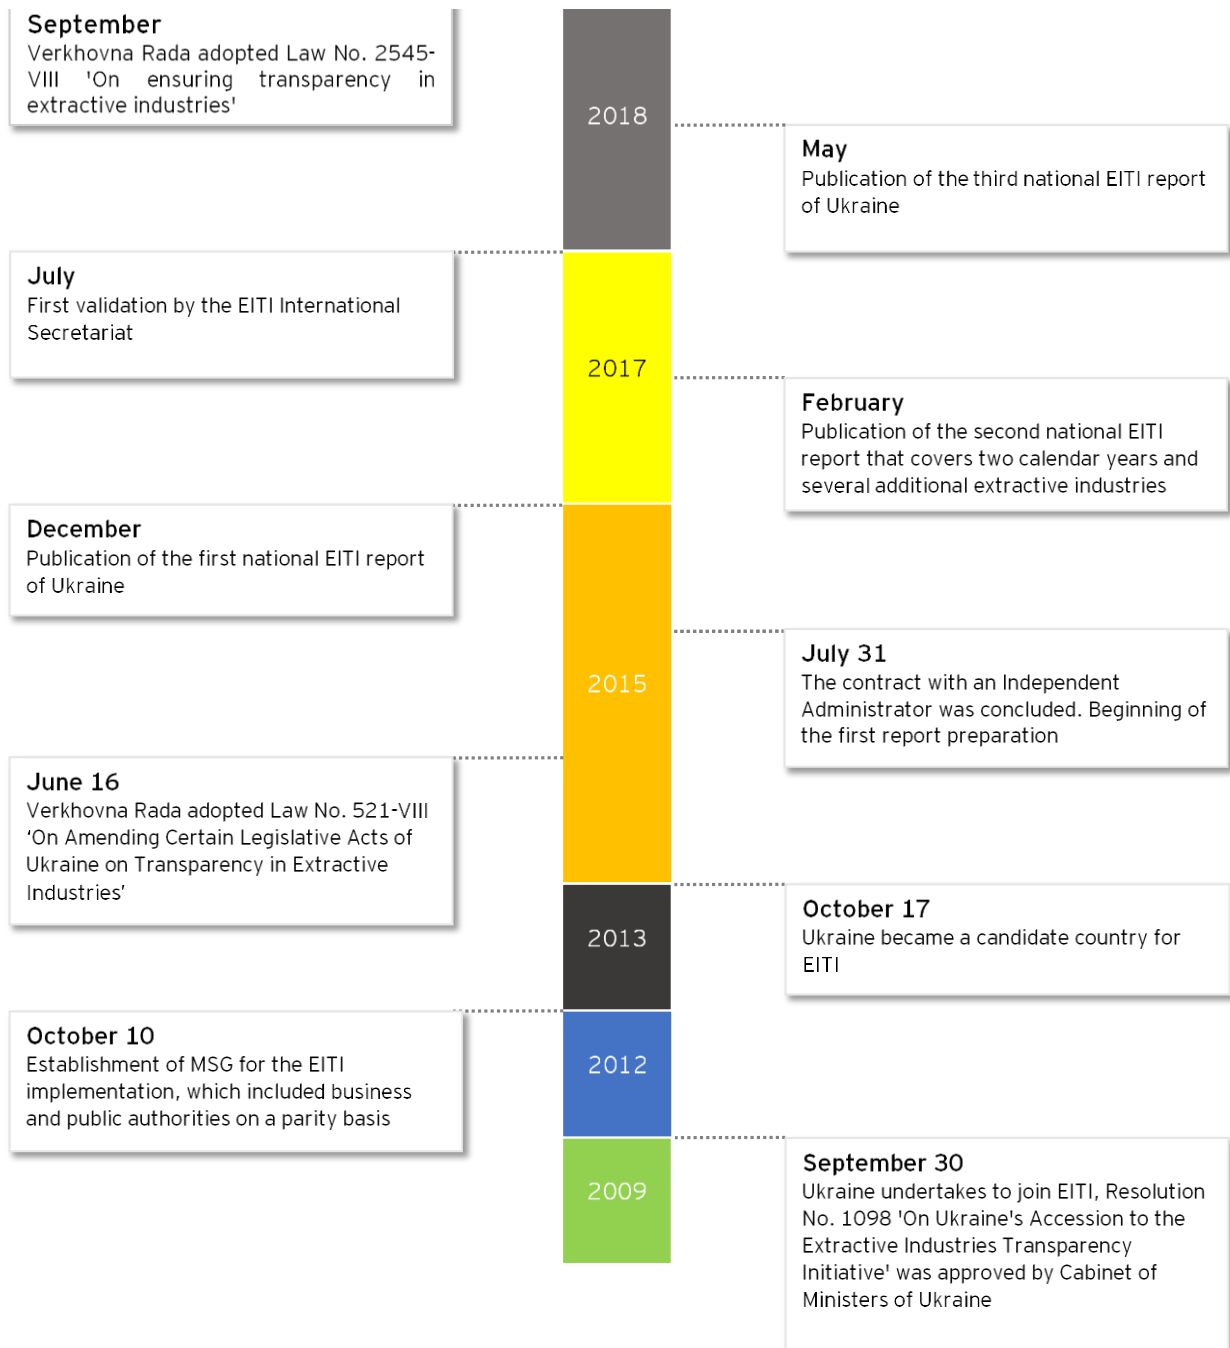 September
Verkhovna Rada adopted Law No. 2545-
VIII 'On ensuring transparency in
extractive industries'
2018
May
Publication of the third national EITI report
of Ukraine
July
First validation by the EITI International
Secretariat
2017
February
Publication of the second national EITI
report that covers two calendar years and
several additional extractive industries
December
Publication of the first national EITI report
of Ukraine
2015
July 31
The contract with an Independent
Administrator was concluded. Beginning of
the first report preparation
June 16
Verkhovna Rada adopted Law No. 521-VIII
‘On Amending Certain Legislative Acts of
Ukraine on Transparency in Extractive
Industries’
2013
October 17
Ukraine became a candidate country for
EITI
October 10
Establishment of MSG for the EITI
implementation, which included business
and public authorities on a parity basis
2012
2009
September 30
Ukraine undertakes to join EITI, Resolution
No. 1098 'On Ukraine's Accession to the
Extractive Industries Transparency
Initiative' was approved by Cabinet of
Ministers of Ukraine